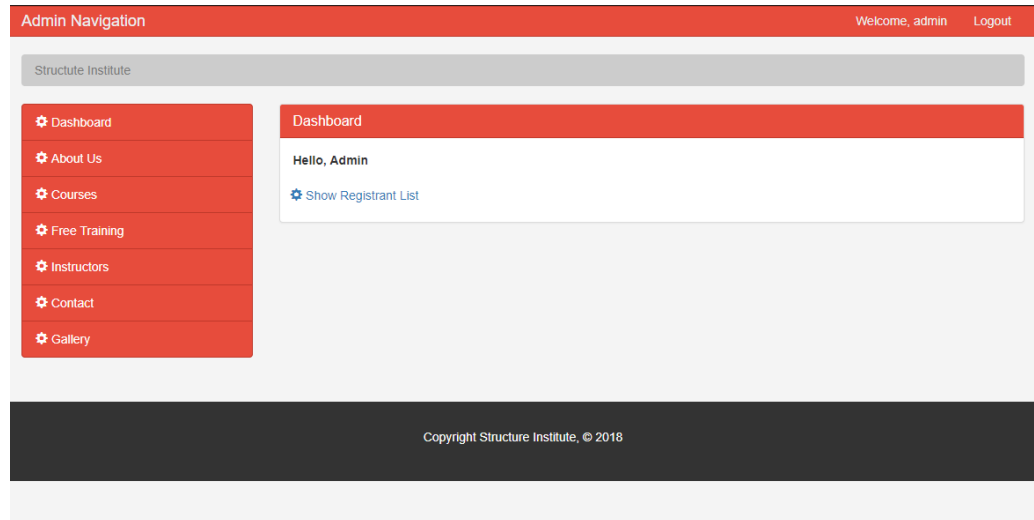 Admin Navigation
Welcome, admin Logout
Structute Institute
Dashboard
About Us
Courses
Free Training
Instructors
Contact
Gallery
Dashboard
Hello, Admin
Show Registrant List
Copyright Structure Institute, © 2018